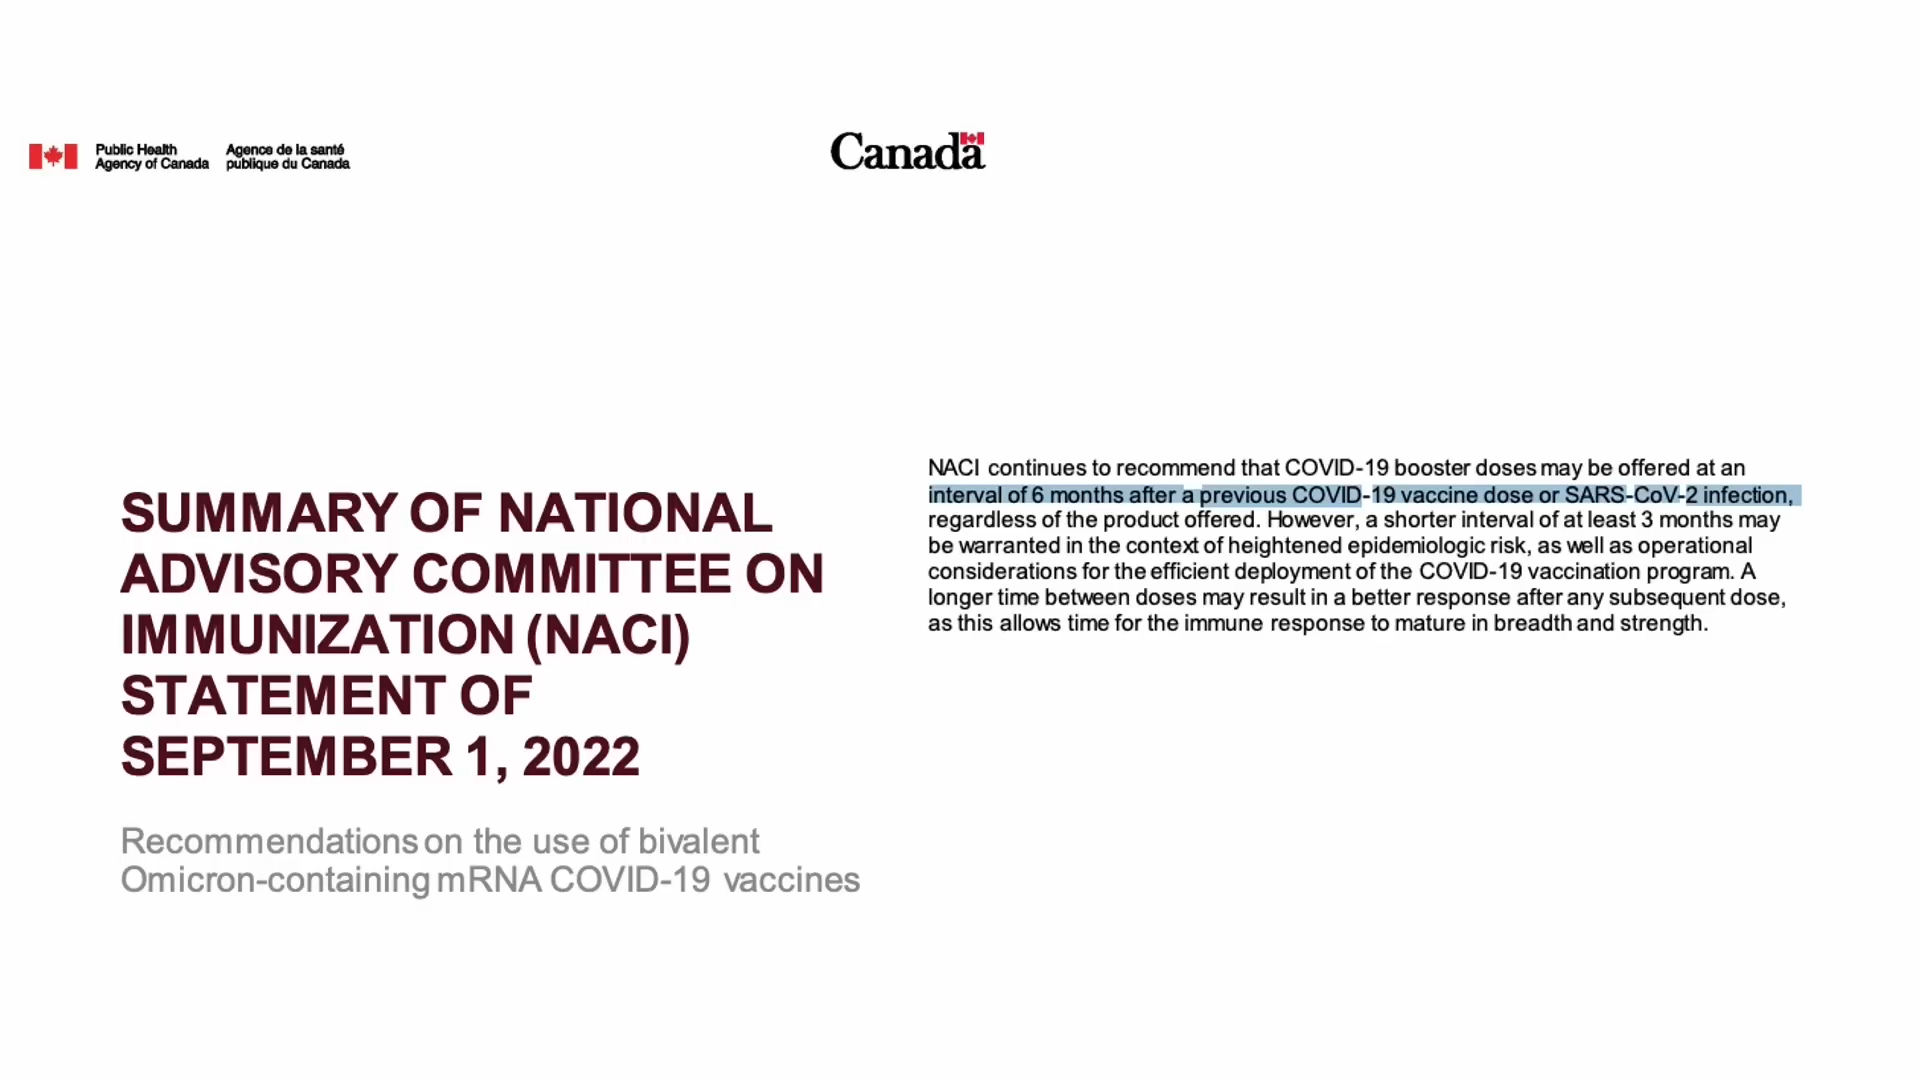 Public Health
Agency of Canada
Agence de la santé
publique du Canada
Canada
SUMMARY OF NATIONAL
ADVISORY COMMITTEE ON
IMMUNIZATION (NACI)
STATEMENT OF
SEPTEMBER 1, 2022
Recommendations on the use of bivalent
Omicron-containing mRNA COVID-19 vaccines
NACI continues to recommend that COVID-19 booster doses may be offered at an
interval of 6 months after a previous COVID-19 vaccine dose or SARS-CoV-2 infection,
regardless of the product offered. However, a shorter interval of at least 3 months may
be warranted in the context of heightened epidemiologic risk, as well as operational
considerations for the efficient deployment of the COVID-19 vaccination program. A
longer time between doses may result in a better response after any subsequent dose,
as this allows time for the immune response to mature in breadth and strength.